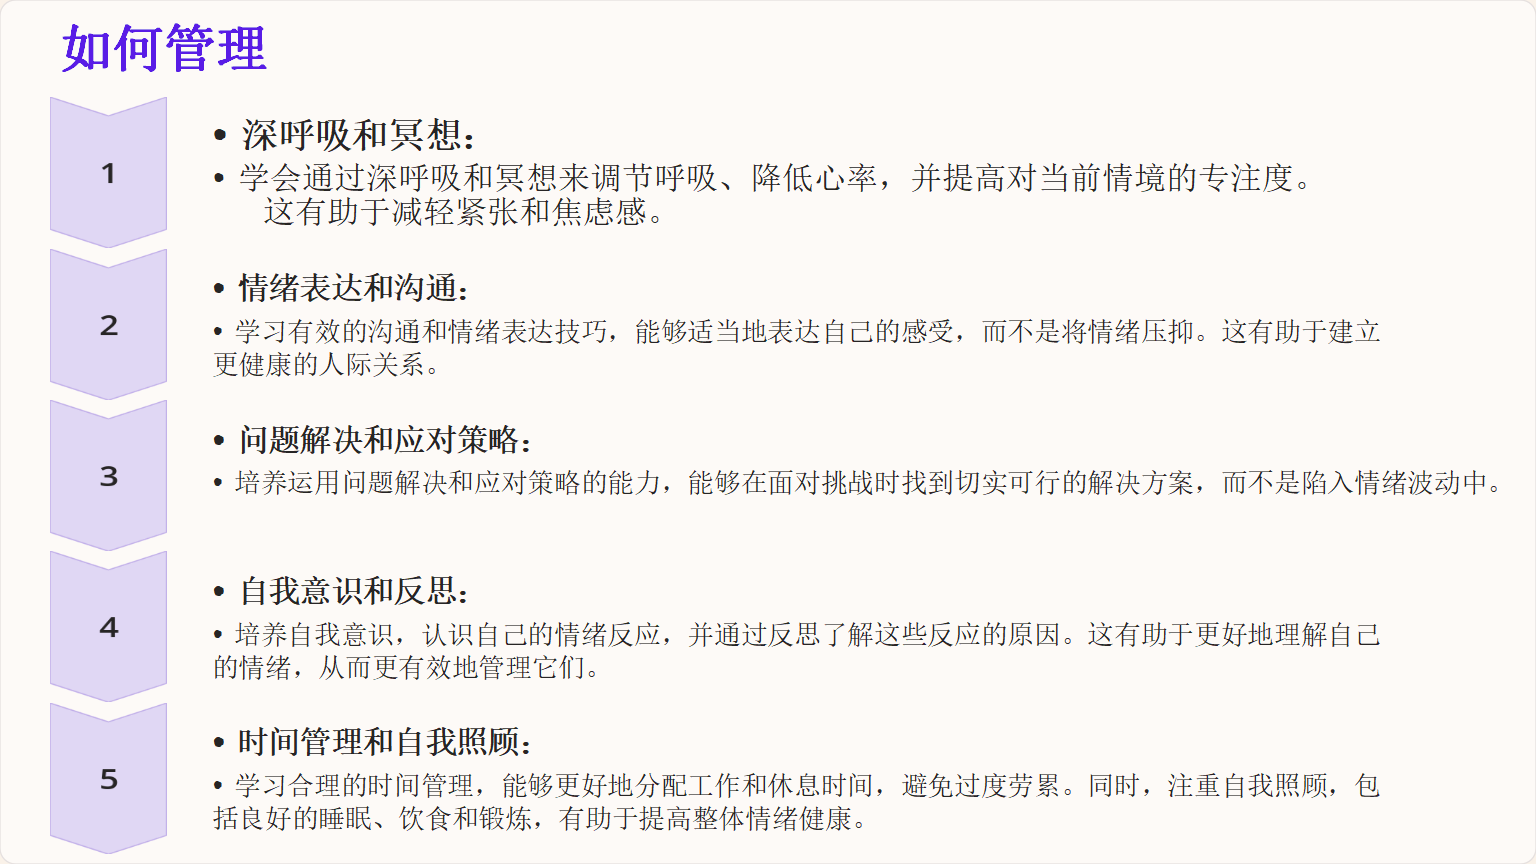 如何管理
1
• 深呼吸和冥想：
• 学会通过深呼吸和冥想来调节呼吸、降低心率，并提高对当前情境的专注度。
这有助于减轻紧张和焦虑感。
2
• 情绪表达和沟通：
• 学习有效的沟通和情绪表达技巧，能够适当地表达自己的感受，而不是将情绪压抑。这有助于建立
更健康的人际关系。
3
• 问题解决和应对策略：
• 培养运用问题解决和应对策略的能力，能够在面对挑战时找到切实可行的解决方案，而不是陷入情绪波动中。
4
• 自我意识和反思：
• 培养自我意识，认识自己的情绪反应，并通过反思了解这些反应的原因。这有助于更好地理解自己
的情绪，从而更有效地管理它们。
5
• 时间管理和自我照顾：
• 学习合理的时间管理，能够更好地分配工作和休息时间，避免过度劳累。同时，注重自我照顾，包
括良好的睡眠、饮食和锻炼，有助于提高整体情绪健康。